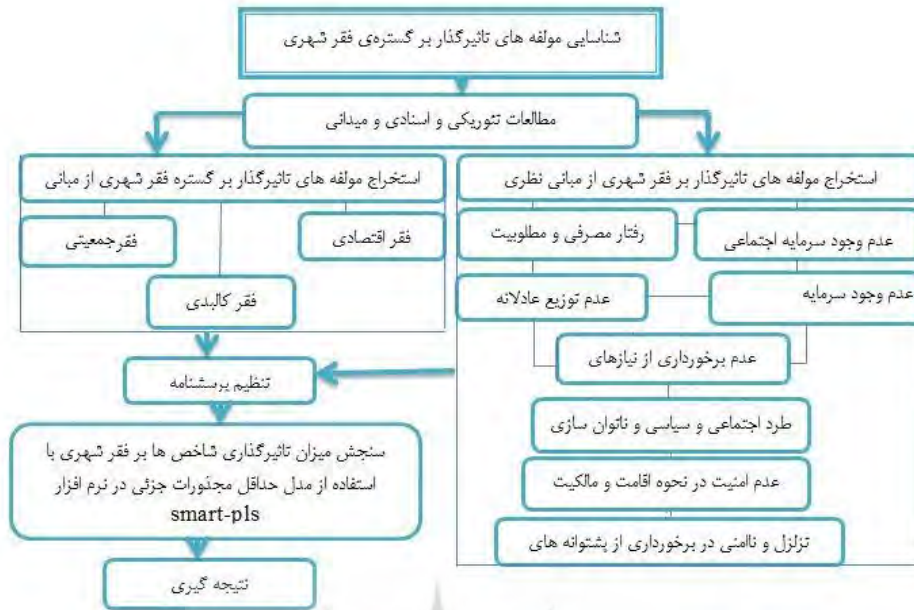 شناسایی مولفه های تاثیرگذار بر گستره‌ی فقر شهری
مطالعات تئوریکی و اسنادی و میدانی
استخراج مولفه های تاثیرگذار بر فقر شهری از مبانی نظری
استخراج مولفه های تاثیرگذار بر گستره فقر شهری از مبانی
عدم وجود سرمایه اجتماعی
رفتار مصرفی و مطلوبیت
فقر اقتصادی
فقرجمعیتی
عدم وجود سرمایه
عدم توزیع عادلانه
فقر کالبدی
عدم برخورداری از نیازهای
تنظیم پرسشنامه
طرد اجتماعی و سیاسی و ناتوان سازی
سنجش میزان تاثیرگذاری شاخص ها بر فقر شهری با
استفاده از مدل حداقل مجذورات جزئی در نرم افزار
smart-pls
عدم امنیت در نحوه اقامت و مالکیت
تزلزل و ناامنی در برخورداری از پشتوانه های
نتیجه گیری